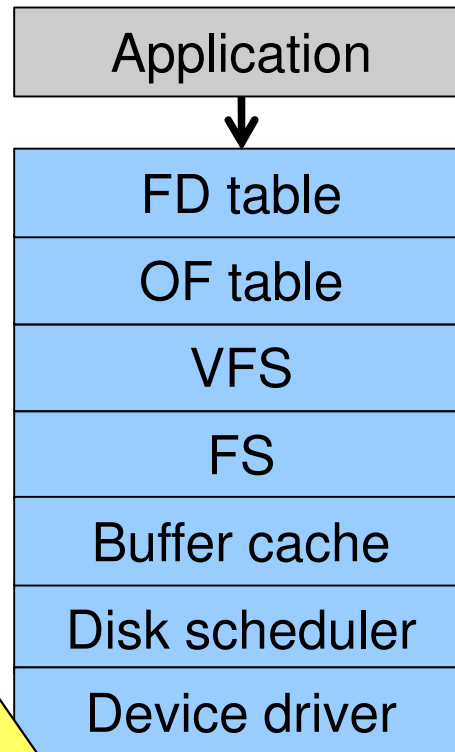 Application
FD table
OF table
VFS
FS
Buffer cache
Disk scheduler
Device driver